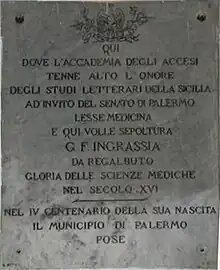 QUI
DOVE L'ACCADEMIA DEGLI ACCESI
TENNE ALTO L'ONORE
DEGLI STUDI LETTERARI DELLA SICILIA
AD INVITO DEL SENATO DI PALERMO
LESSE MEDICINA
E QUI VOLLE SEPOLTURA
G. F. INGRASSIA
DA REGALBUTO
GLORIA DELLE SCIENZE MEDICHE
NEL SECOLO XVI
NEL IV CENTENARIO DELLA SUA NASCITA
IL MUNICIPIO DI PALERMO
POSE